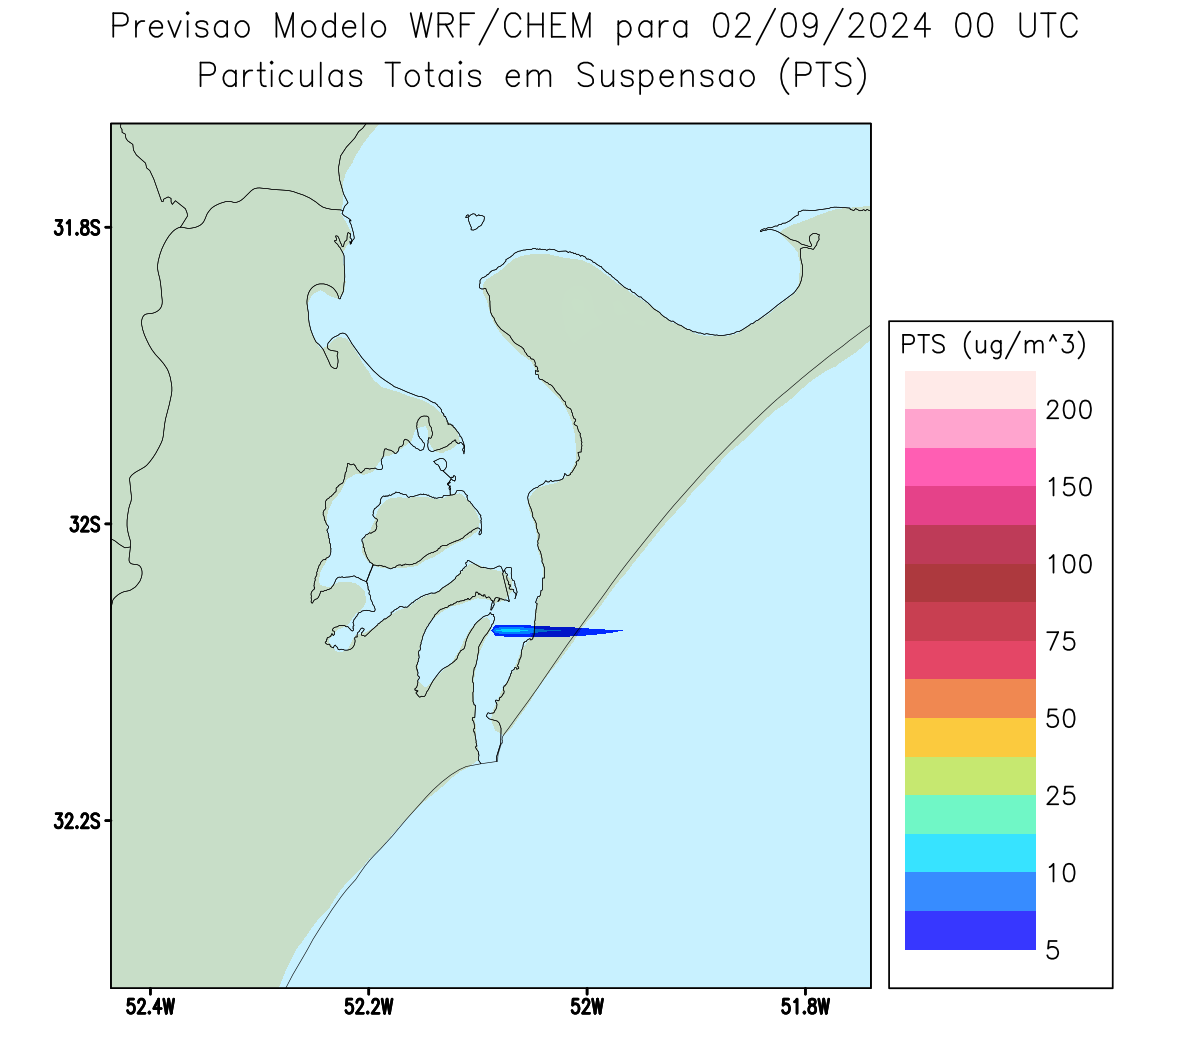 Previsao Modelo WRF/CHEM para 02/09/2024 00 UTC
Particulas Totais em Suspensao (PTS)
31.8S
32S
32.2S
52.4W
52.2W
52W
51.8W
PTS (ug/m^3)
200
150
100
75
50
25
10
5